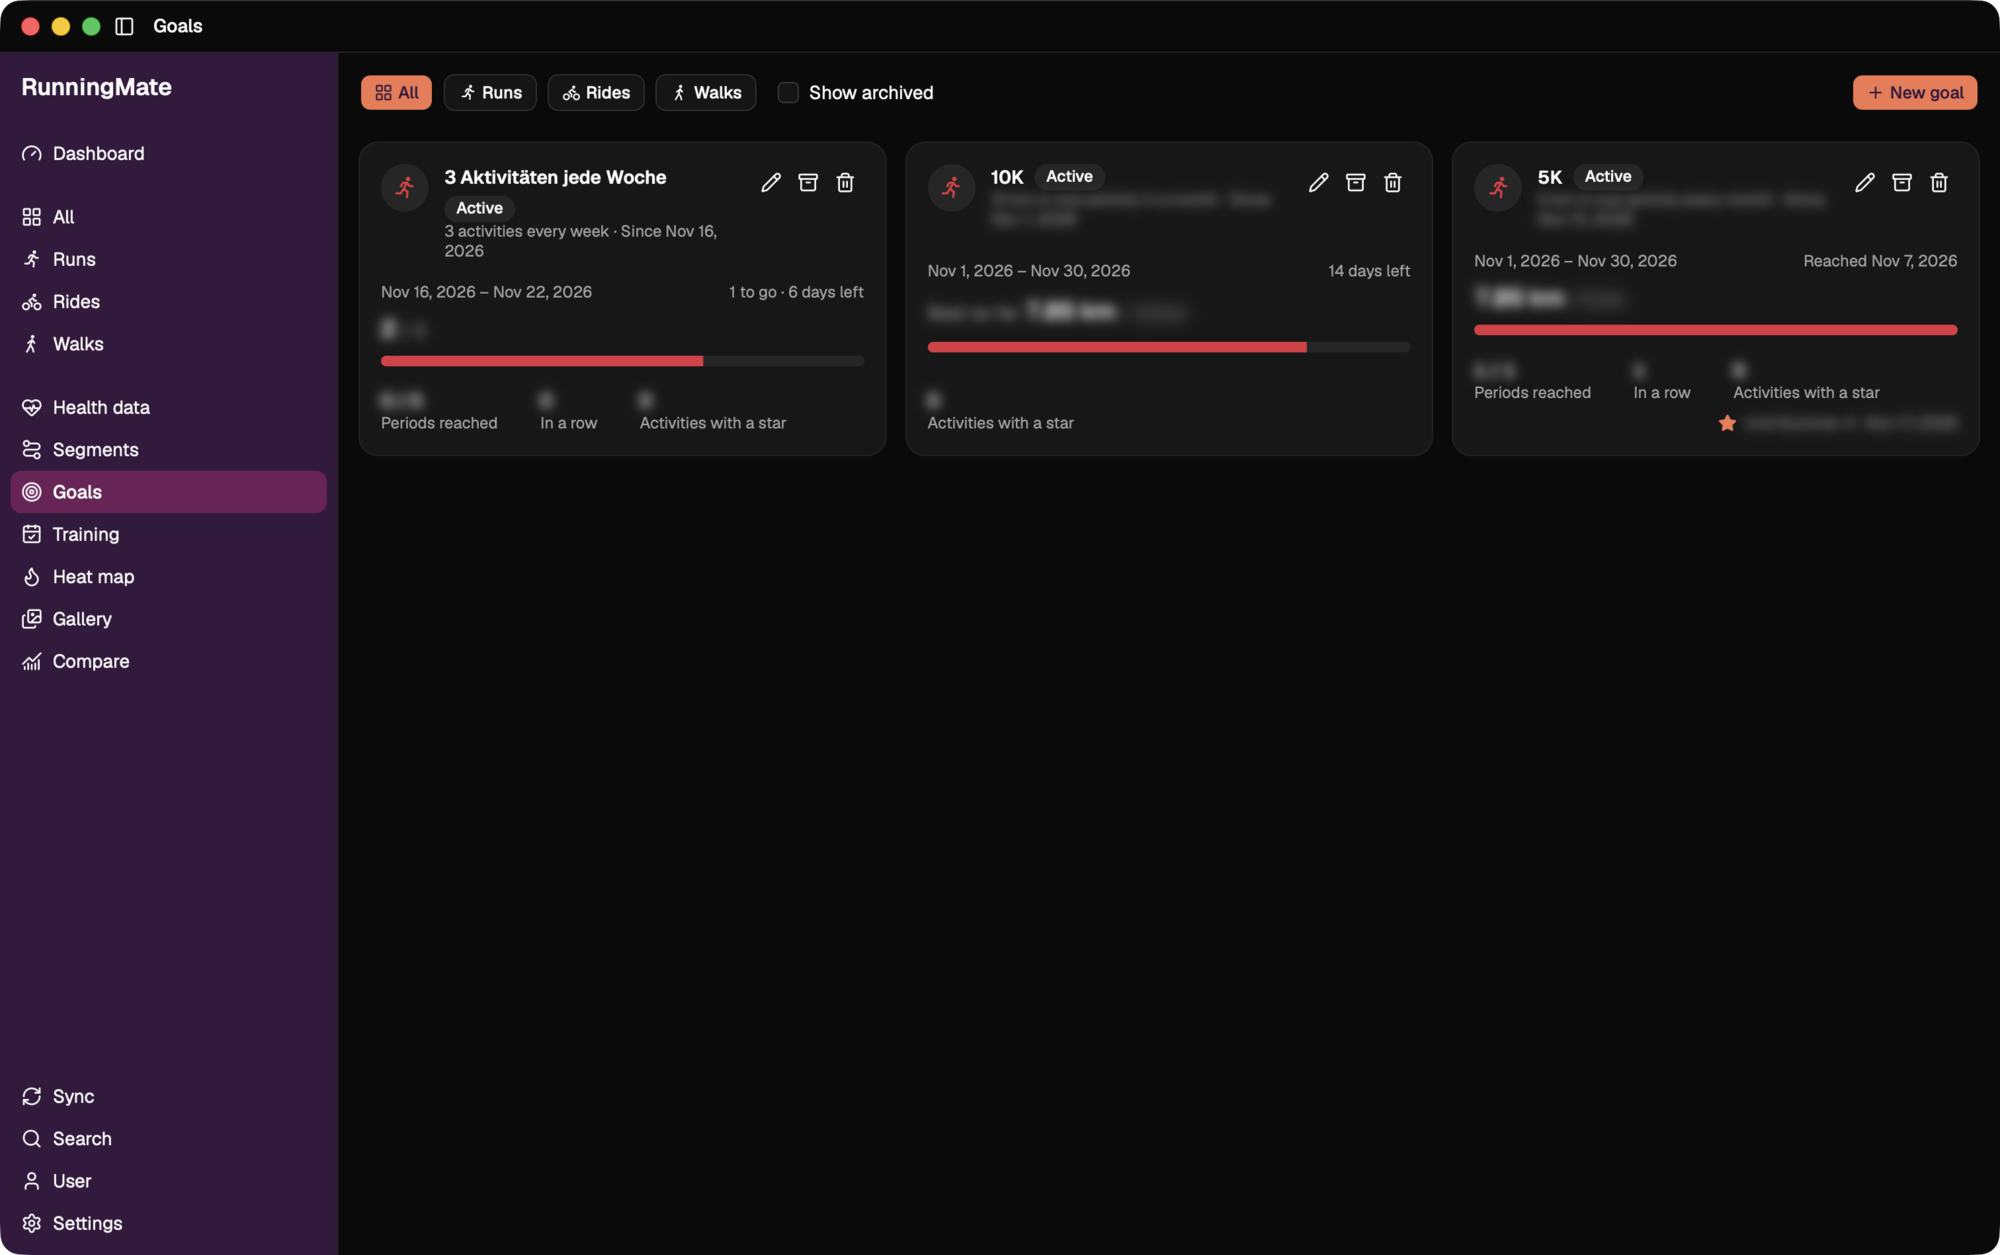 Goals
RunningMate
Dashboard
All
Runs
Rides
Walks
Health data
Segments
Goals
Training
Heat map
Gallery
Compare
Sync
Search
User
Settings
All
Runs
Rides
Walks
Show archived
+ New goal
3 Aktivitäten jede Woche
Active
3 activities every week · Since Nov 16,
2026
Nov 16, 2026 – Nov 22, 2026
1 to go · 6 days left
Periods reached
In a row
Activities with a star
10K
Active
Nov 1, 2026 – Nov 30, 2026
14 days left
Activities with a star
5K
Active
Nov 1, 2026 – Nov 30, 2026
Reached Nov 7, 2026
Periods reached
In a row
Activities with a star